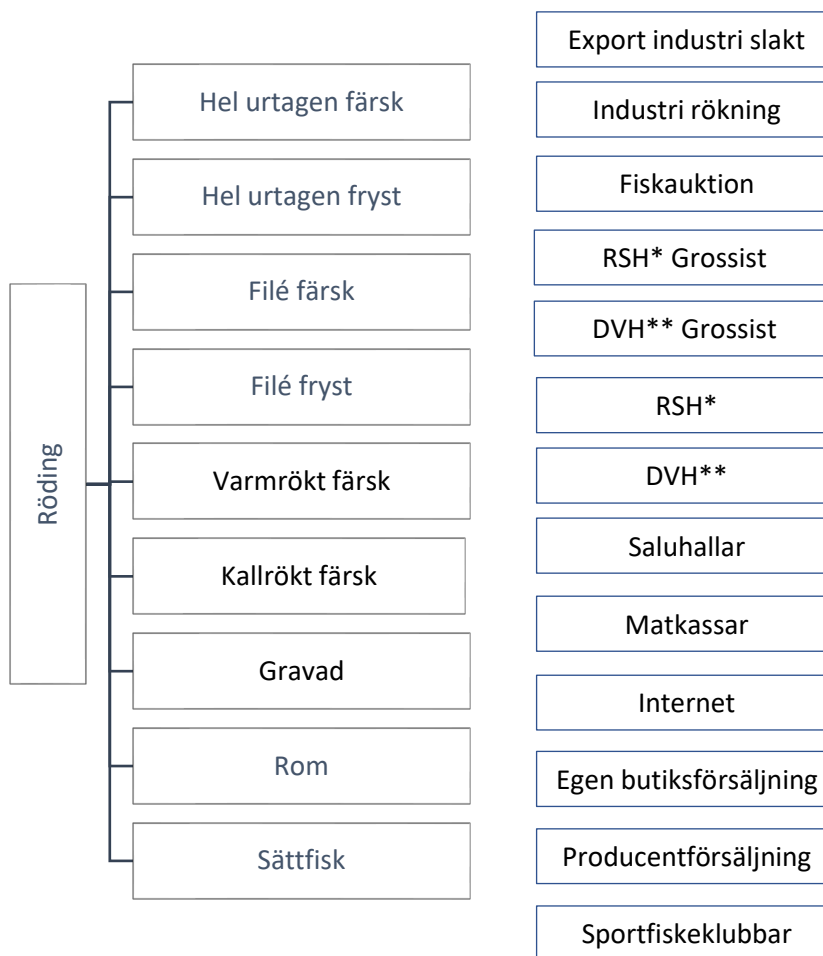 Röding
Hel urtagen färsk
Hel urtagen fryst
Filé färsk
Filé fryst
Varmrökt färsk
Kallrökt färsk
Gravad
Rom
Sättfisk
Export industri slakt
Industri rökning
Fiskauktion
RSH* Grossist
DVH** Grossist
RSH*
DVH**
Saluhallar
Matkassar
Internet
Egen butiksförsäljning
Producentförsäljning
Sportfiskeklubbar